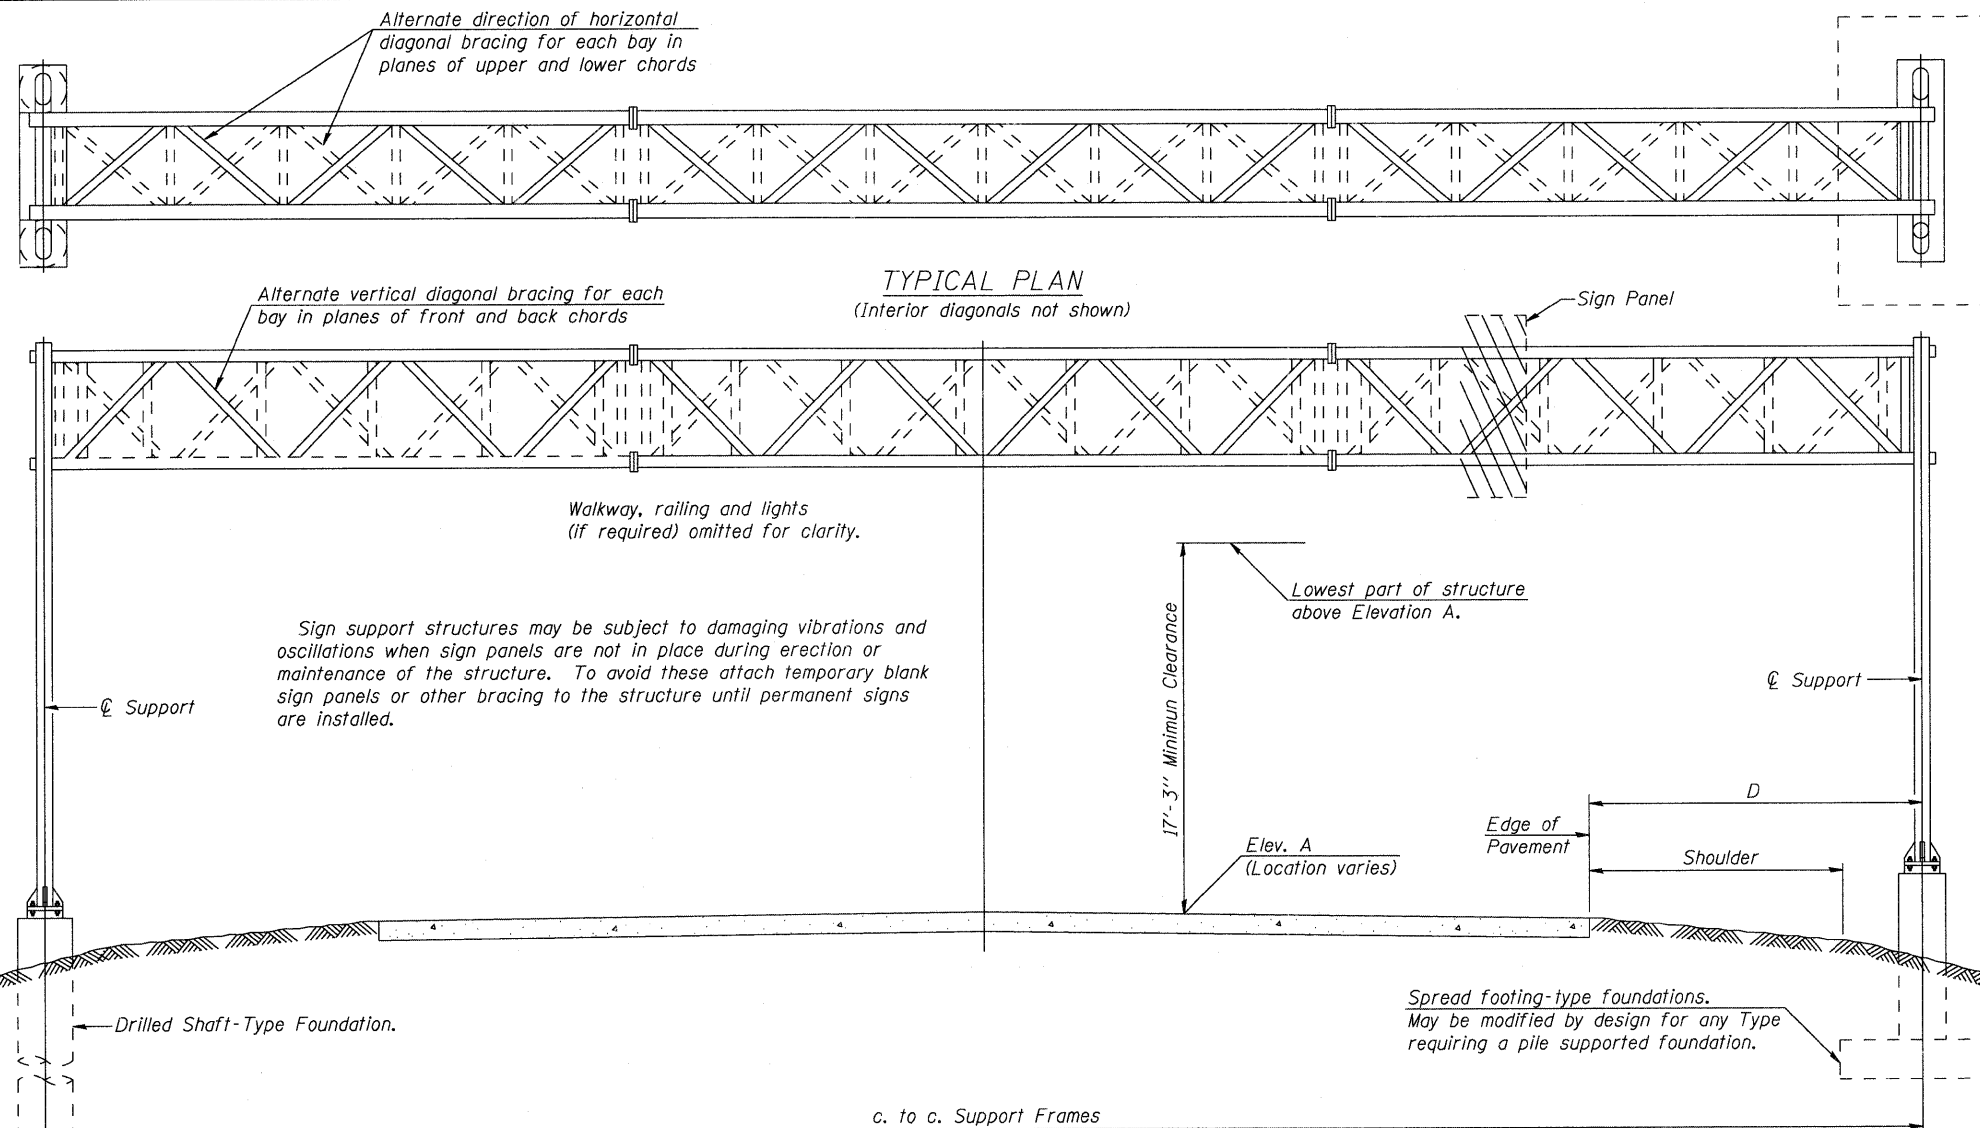 Alternate direction of horizontal
diagonal bracing for each bay in
planes of upper and lower chords
TYPICAL PLAN
(Interior diagonals not shown)
Alternate vertical diagonal bracing for each
bay in planes of front and back chords
Sign Panel
Walkway, railing and lights
(if required) omitted for clarity.
Lowest part of structure
above Elevation A.
17'-3" Minimun Clearance
Sign support structures may be subject to damaging vibrations and
oscillations when sign panels are not in place during erection or
maintenance of the structure. To avoid these attach temporary blank
sign panels or other bracing to the structure until permanent signs
are installed.
℄ Support
℄ Support
D
Edge of
Pavement
Shoulder
Elev. A
(Location varies)
Drilled Shaft-Type Foundation.
Spread footing-type foundations.
May be modified by design for any Type
requiring a pile supported foundation.
c. to c. Support Frames